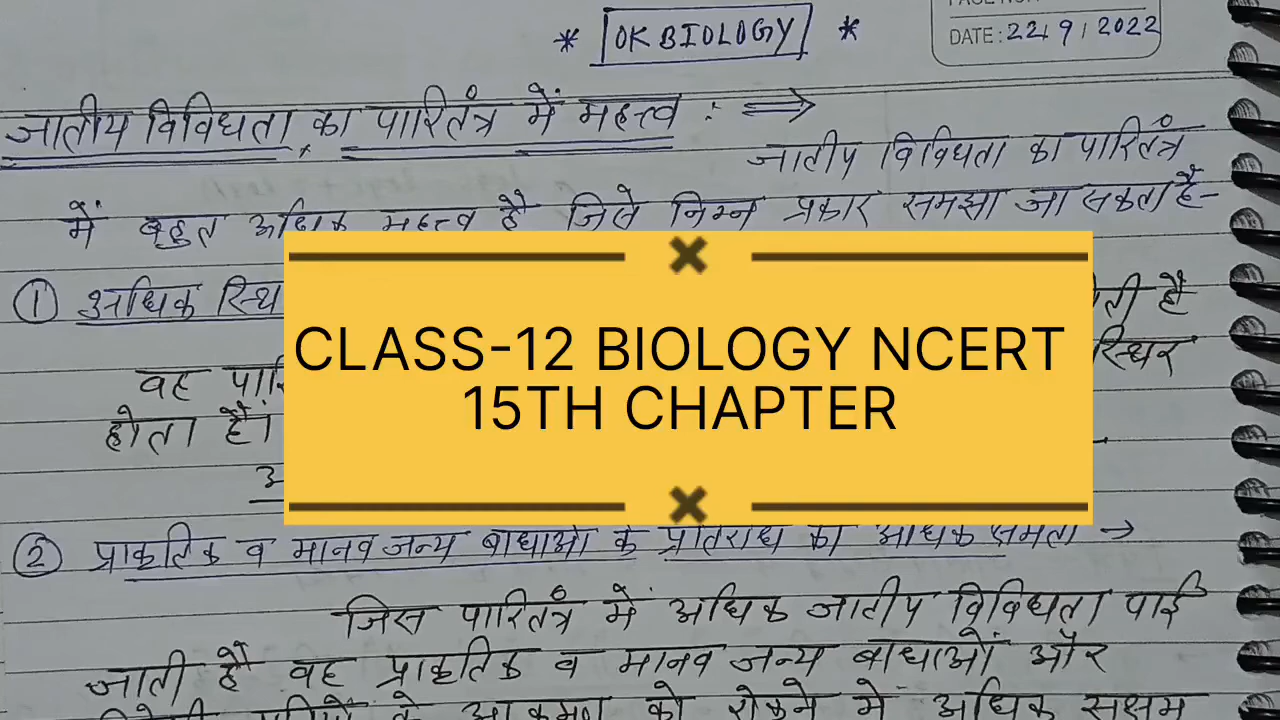 * OK BIOLOGY *
DATE: 22/9/2022
जातीय विविधता का पारितंत्र में महत्त्व : ⇒
जातीय विविधता का पारितंत्र
में बहुत अधिक महत्त्व है जिसे निम्न प्रकार समझा जा सकता है-
① अधिक स्थि
है
वह पारि
स्थिर
होता है।
CLASS-12 BIOLOGY NCERT
15TH CHAPTER
② प्राकृतिक व मानव जन्य बाधाओं के प्रतिरोध की अधिक क्षमता →
जिस पारितंत्र में अधिक जातीय विविधता पाई
जाती है वह प्राकृतिक व मानव जन्य बाधाओं और
के आक्रमण को रोकने में अधिक सक्षम